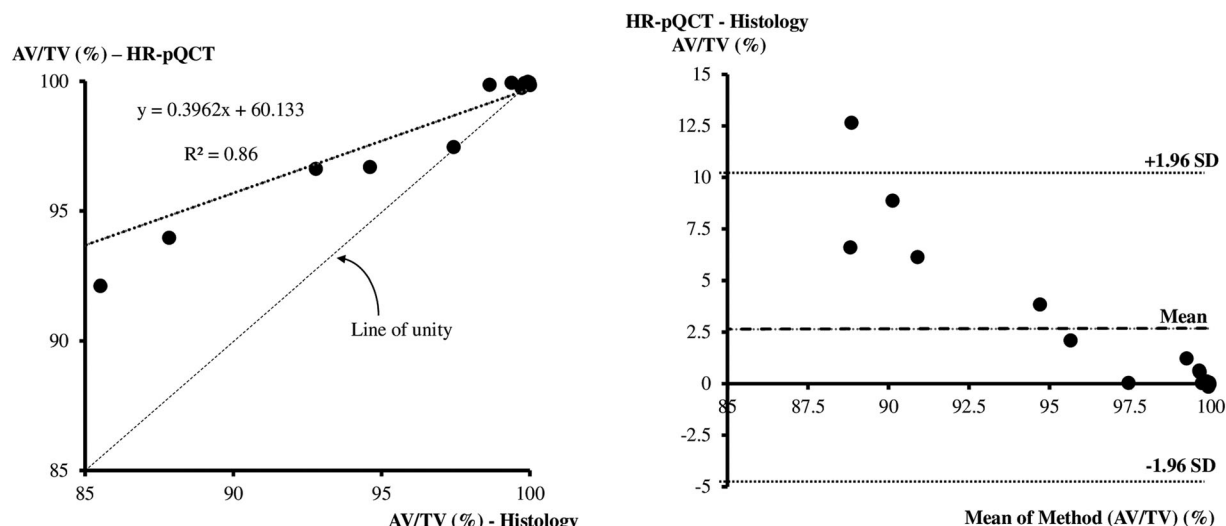 AV/TV (%) – HR-pQCT
100
95
90
85
y = 0.3962x + 60.133
R² = 0.86
Line of unity
85
90
95
100
AV/TV (%) - Histology
HR-pQCT - Histology
AV/TV (%)
15
12.5
10
7.5
5
2.5
0
-2.5
-5
+1.96 SD
Mean
-1.96 SD
85
87.5
90
92.5
95
97.5
100
Mean of Method (AV/TV) (%)